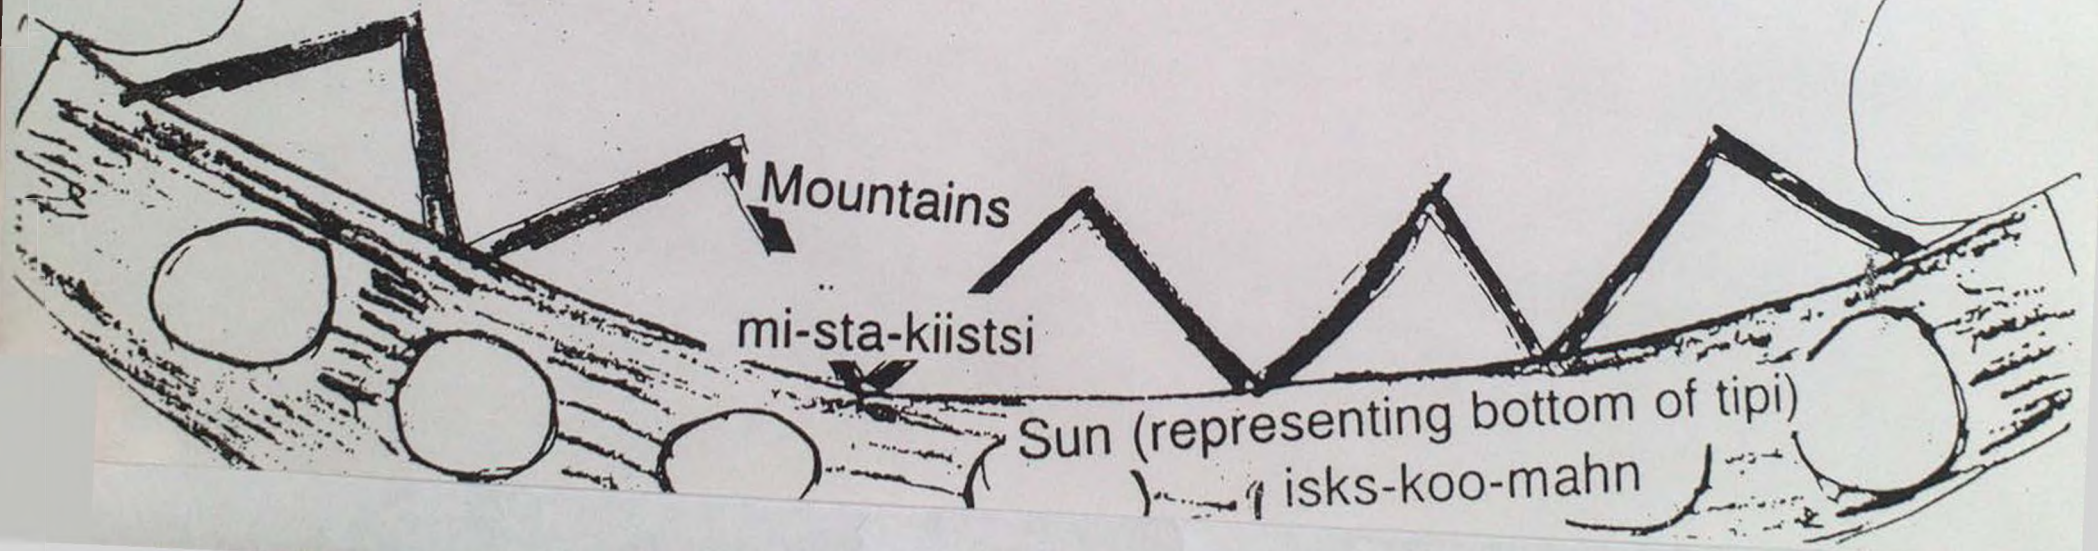 Mountains
mi-sta-kiistsi
Sun (representing bottom of tipi)
isks-koo-mahn